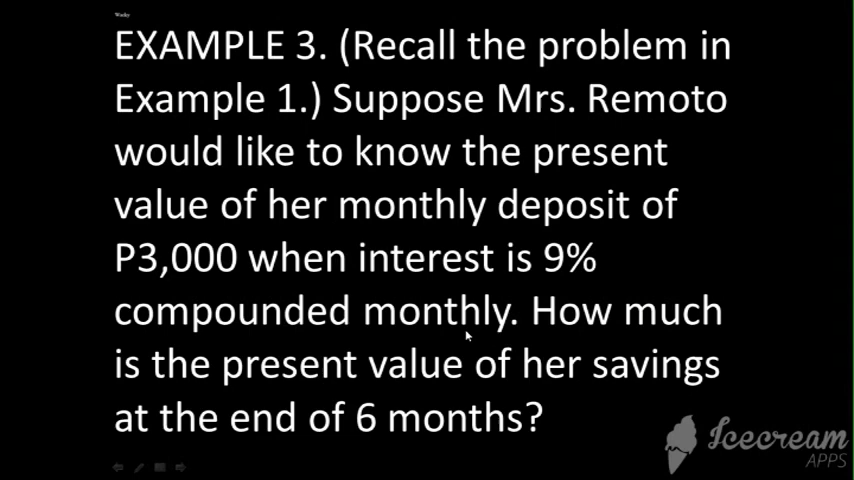 EXAMPLE 3. (Recall the problem in
Example 1.) Suppose Mrs. Remoto
would like to know the present
value of her monthly deposit of
P3,000 when interest is 9%
compounded monthly. How much
is the present value of her savings
at the end of 6 months?
Icecream
APPS